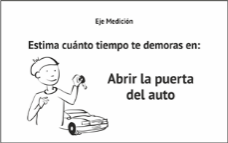 Eje Medición
Estima cuánto tiempo te demoras en:
Abrir la puerta
del auto